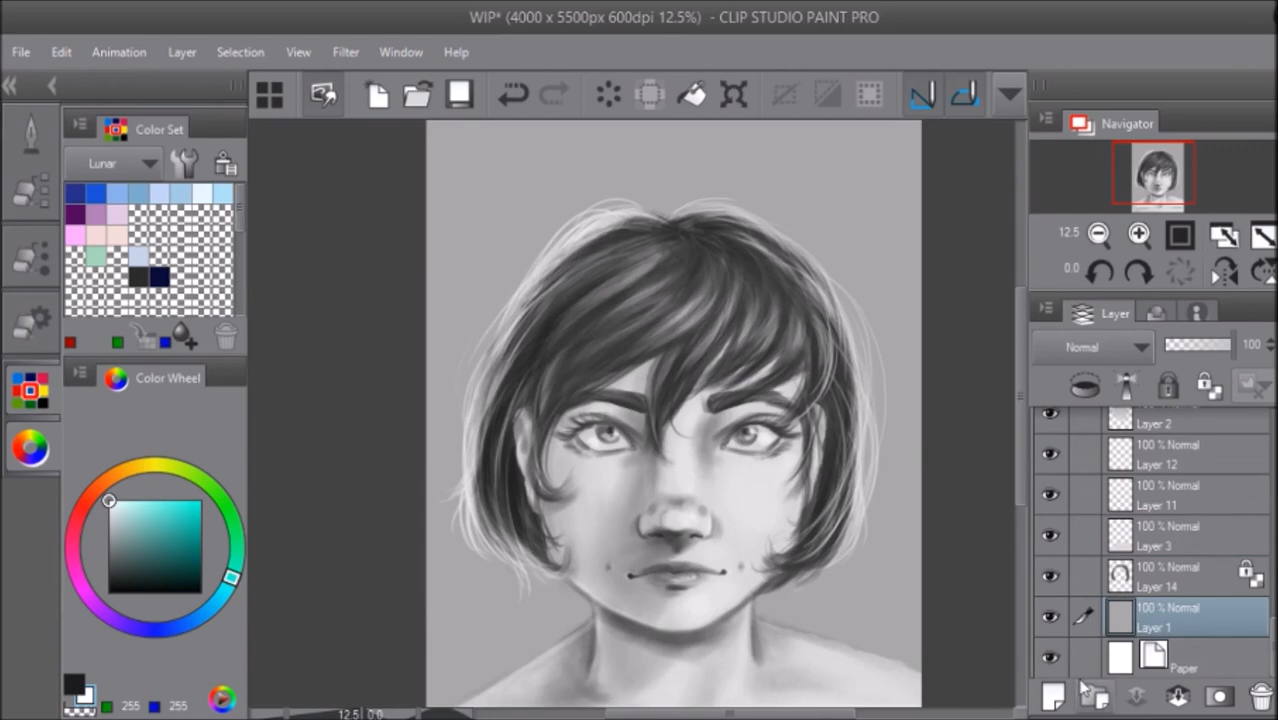 WIP* (4000 x 5500px 600dpi 12.5%) - CLIP STUDIO PAINT PRO
File Edit Animation Layer Selection View Filter Window Help
Color Set
Lunar
Color Wheel
255 255
12.5 0.0
Navigator
12.5
0.0
Layer
Normal 100
Layer 2
100 % Normal
Layer 12
100 % Normal
Layer 11
100 % Normal
Layer 3
100 % Normal
Layer 14
100 % Normal
Layer 1
Paper